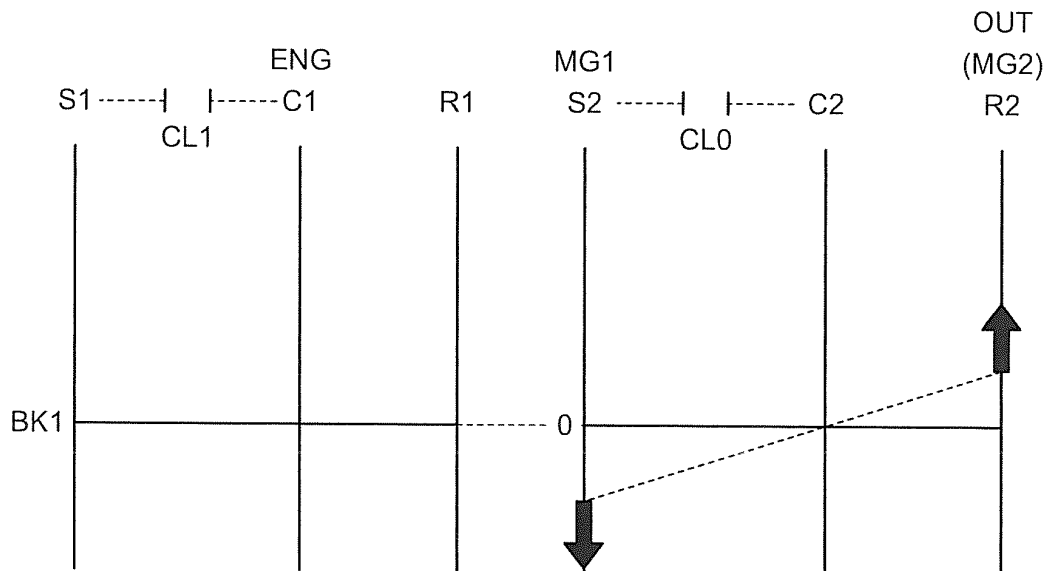 OUT
ENG MG1 (MG2)
S1 C1 R1 S2 C2 R2
CL1 CL0
BK1 0